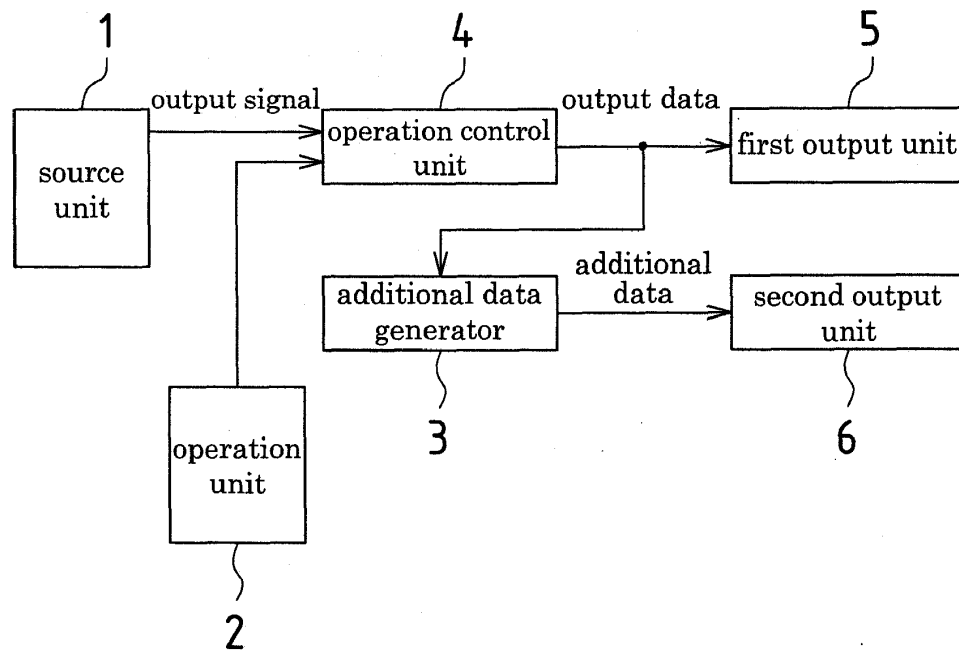 1
4
5
output signal
output data
source
unit
operation control
unit
first output unit
additional data
generator
additional
data
second output
unit
3
6
operation
unit
2